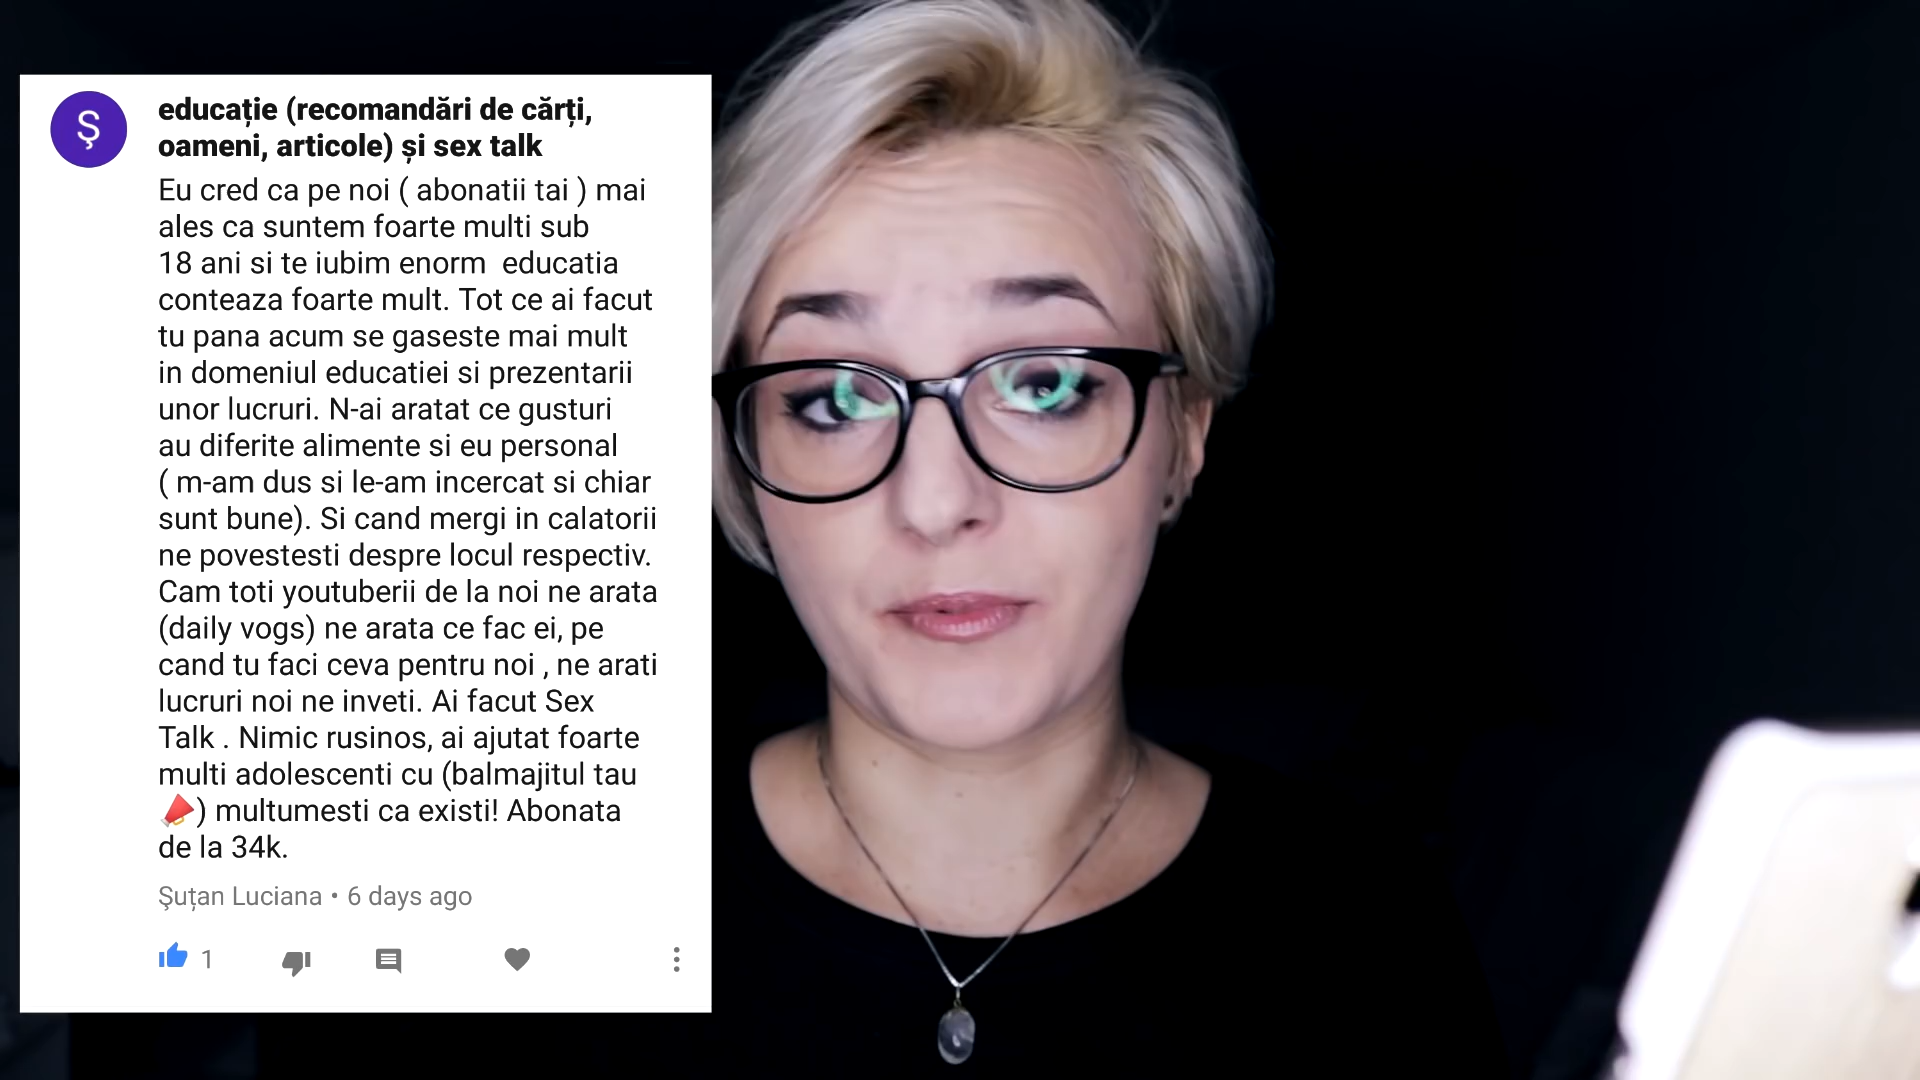 Ș
educație (recomandări de cărți,
oameni, articole) și sex talk
Eu cred ca pe noi ( abonatii tai ) mai
ales ca suntem foarte multi sub
18 ani si te iubim enorm  educatia
conteaza foarte mult. Tot ce ai facut
tu pana acum se gaseste mai mult
in domeniul educatiei si prezentarii
unor lucruri. N-ai aratat ce gusturi
au diferite alimente si eu personal
( m-am dus si le-am incercat si chiar
sunt bune). Si cand mergi in calatorii
ne povestesti despre locul respectiv.
Cam toti youtuberii de la noi ne arata
(daily vogs) ne arata ce fac ei, pe
cand tu faci ceva pentru noi , ne arati
lucruri noi ne inveti. Ai facut Sex
Talk . Nimic rusinos, ai ajutat foarte
multi adolescenti cu (balmajitul tau
📣) multumesti ca existi! Abonata
de la 34k.
Șuțan Luciana • 6 days ago
1